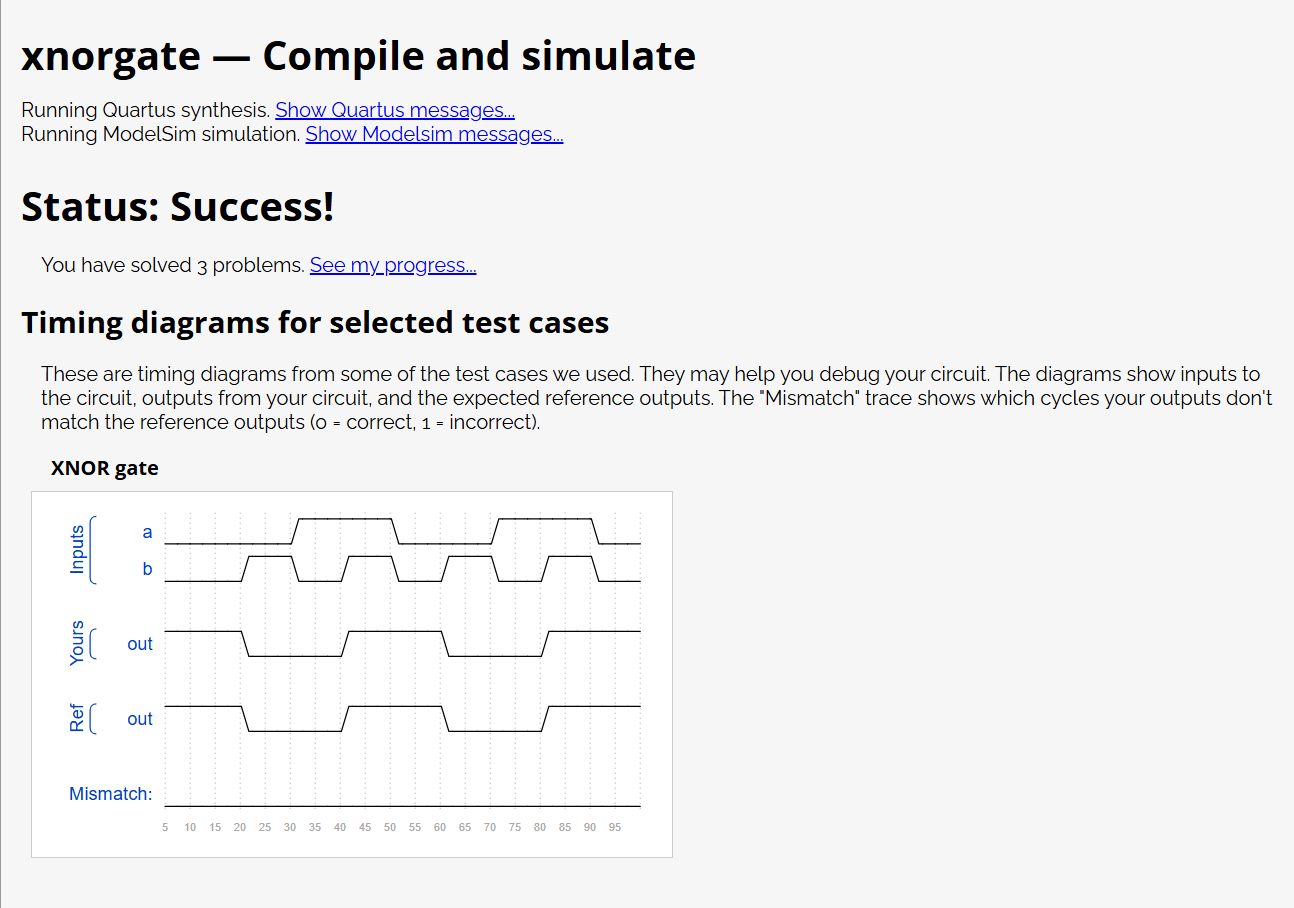 xnorgate — Compile and simulate
Running Quartus synthesis. Show Quartus messages...
Running ModelSim simulation. Show Modelsim messages...
Status: Success!
You have solved 3 problems. See my progress...
Timing diagrams for selected test cases
These are timing diagrams from some of the test cases we used. They may help you debug your circuit. The diagrams show inputs to
the circuit, outputs from your circuit, and the expected reference outputs. The "Mismatch" trace shows which cycles your outputs don't
match the reference outputs (0 = correct, 1 = incorrect).
XNOR gate
Inputs
a
b
Yours
out
Ref
out
Mismatch:
5 10 15 20 25 30 35 40 45 50 55 60 65 70 75 80 85 90 95